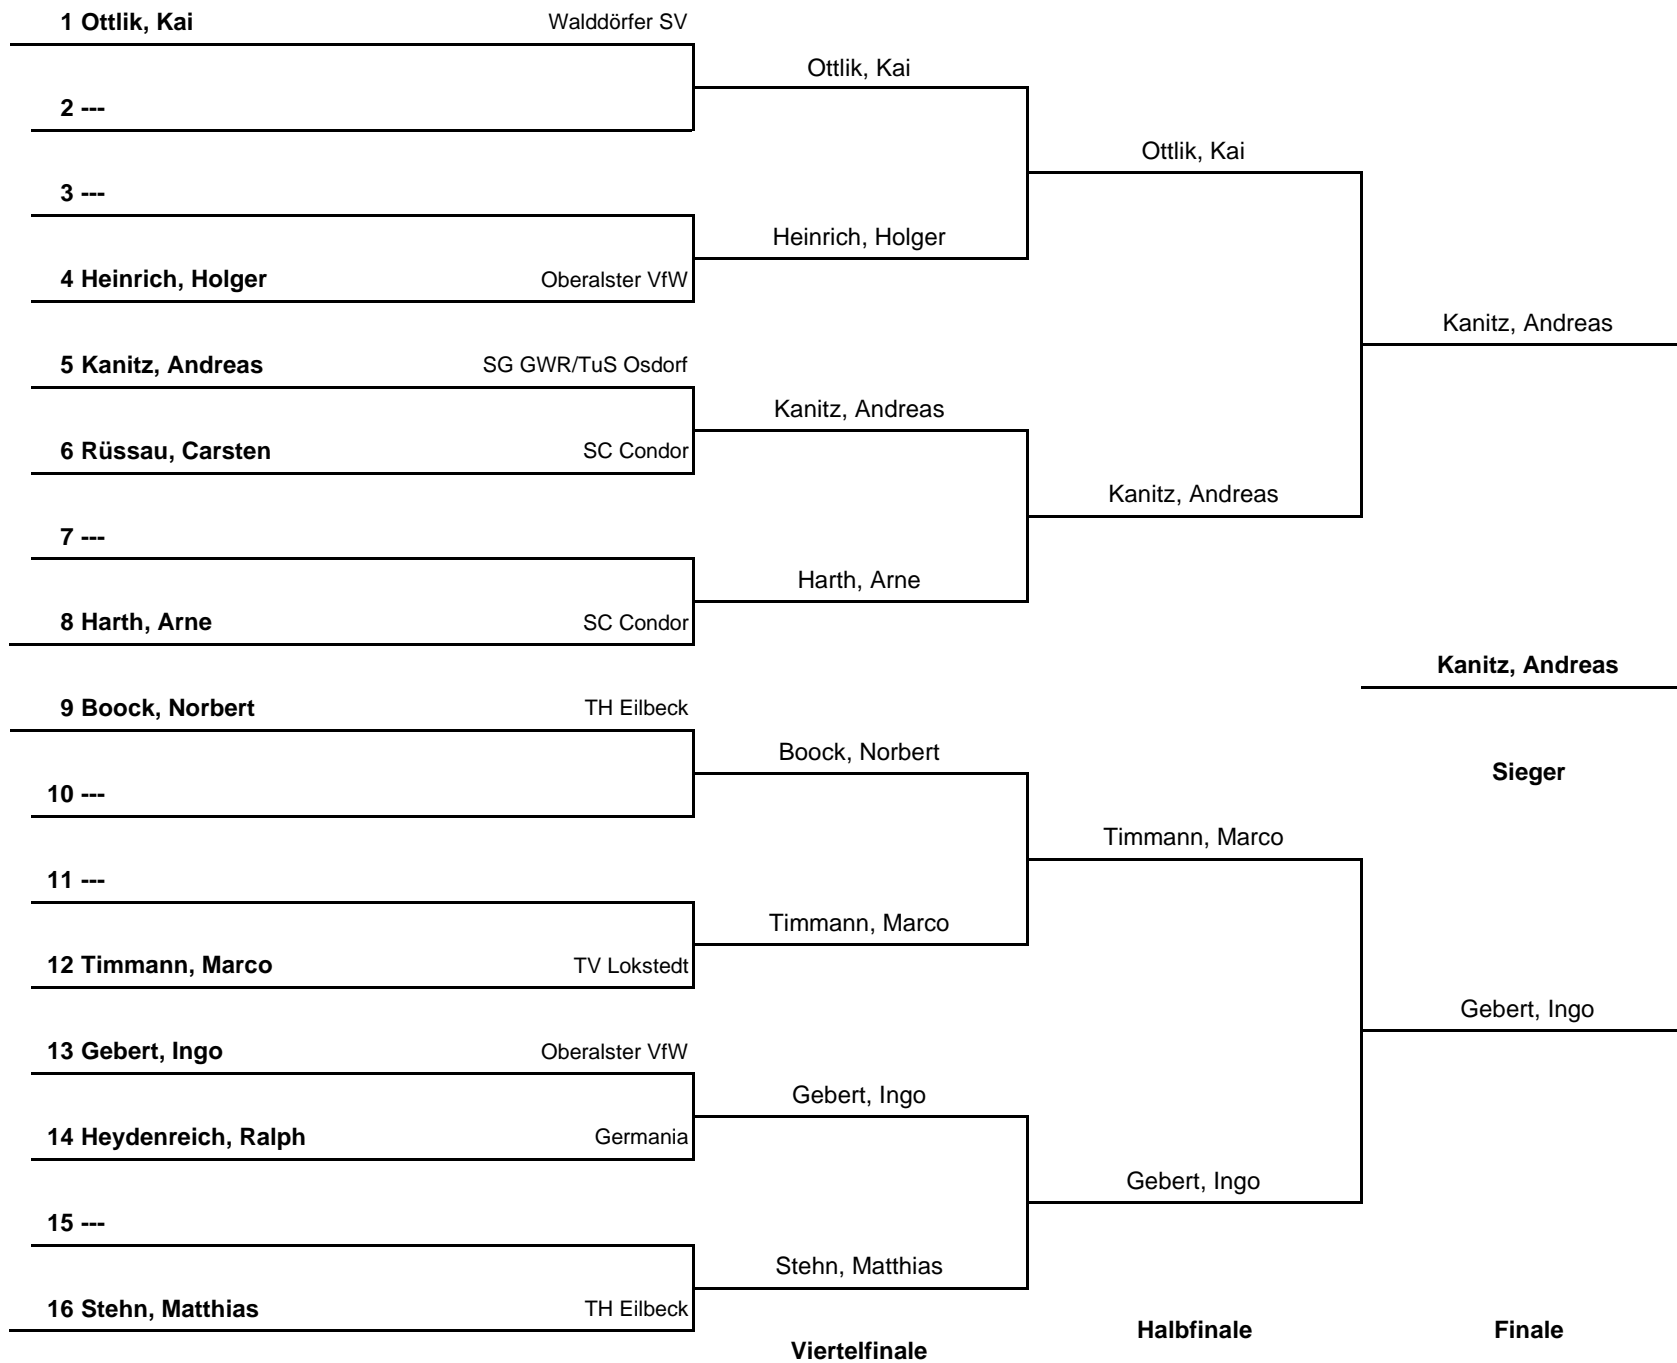 1 Ottlik, Kai Walddörfer SV
Ottlik, Kai
2 ---
Ottlik, Kai
3 ---
Heinrich, Holger
4 Heinrich, Holger Oberalster VfW
Kanitz, Andreas
5 Kanitz, Andreas SG GWR/TuS Osdorf
Kanitz, Andreas
6 Rüssau, Carsten SC Condor
Kanitz, Andreas
7 ---
Harth, Arne
8 Harth, Arne SC Condor
Kanitz, Andreas
9 Boock, Norbert TH Eilbeck
Boock, Norbert
Sieger
10 ---
Timmann, Marco
11 ---
Timmann, Marco
12 Timmann, Marco TV Lokstedt
Gebert, Ingo
13 Gebert, Ingo Oberalster VfW
Gebert, Ingo
14 Heydenreich, Ralph Germania
Gebert, Ingo
15 ---
Stehn, Matthias
16 Stehn, Matthias TH Eilbeck
Viertelfinale Halbfinale Finale